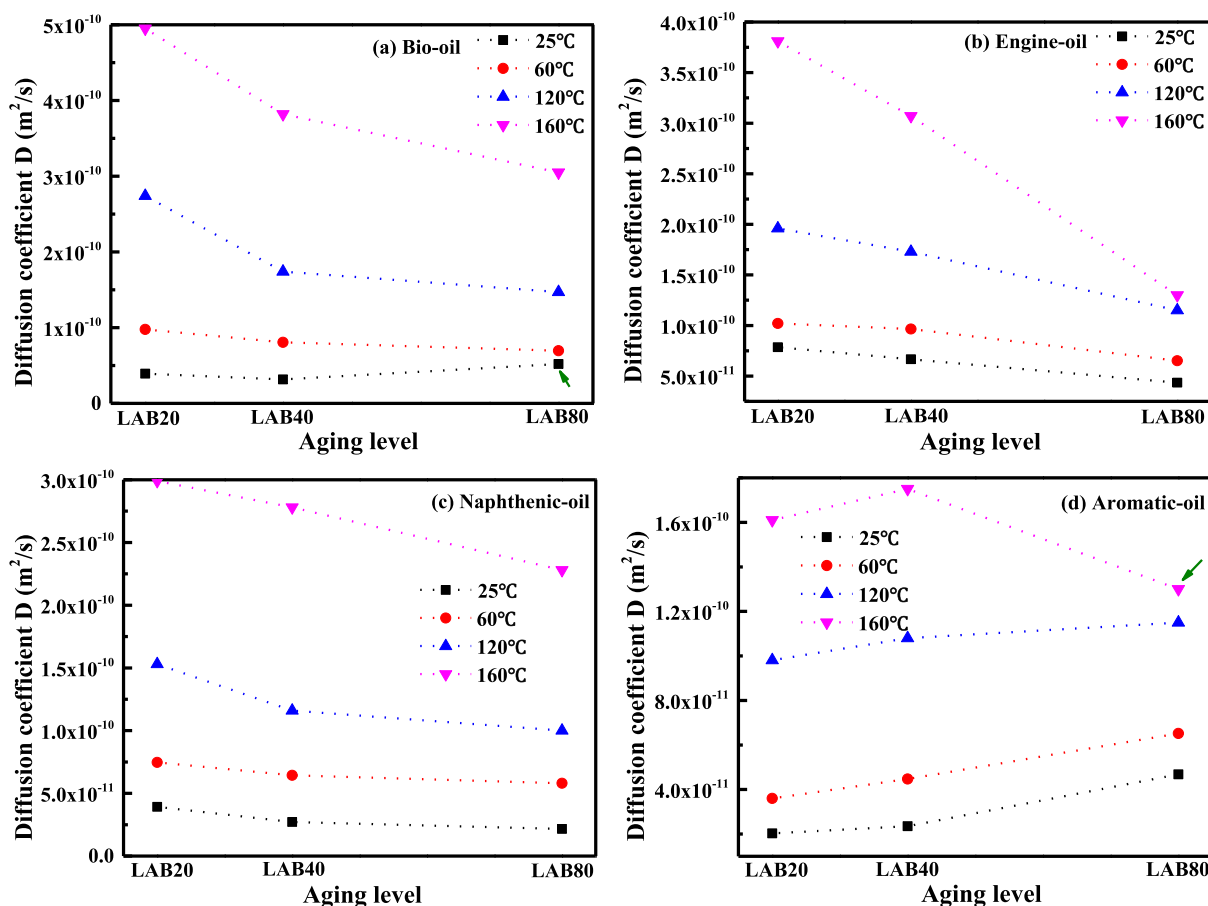 (a) Bio-oil
25℃
60℃
120℃
160℃
5x10⁻¹⁰
4x10⁻¹⁰
3x10⁻¹⁰
2x10⁻¹⁰
1x10⁻¹⁰
0
Diffusion coefficient D (m²/s)
LAB20 LAB40 LAB80
Aging level
(b) Engine-oil
25℃
60℃
120℃
160℃
4.0x10⁻¹⁰
3.5x10⁻¹⁰
3.0x10⁻¹⁰
2.5x10⁻¹⁰
2.0x10⁻¹⁰
1.5x10⁻¹⁰
1.0x10⁻¹⁰
5.0x10⁻¹¹
Diffusion coefficient D (m²/s)
LAB20 LAB40 LAB80
Aging level
(c) Naphthenic-oil
25℃
60℃
120℃
160℃
3.0x10⁻¹⁰
2.5x10⁻¹⁰
2.0x10⁻¹⁰
1.5x10⁻¹⁰
1.0x10⁻¹⁰
5.0x10⁻¹¹
0.0
Diffusion coefficient D (m²/s)
LAB20 LAB40 LAB80
Aging level
(d) Aromatic-oil
25℃
60℃
120℃
160℃
1.6x10⁻¹⁰
1.2x10⁻¹⁰
8.0x10⁻¹¹
4.0x10⁻¹¹
Diffusion coefficient D (m²/s)
LAB20 LAB40 LAB80
Aging level